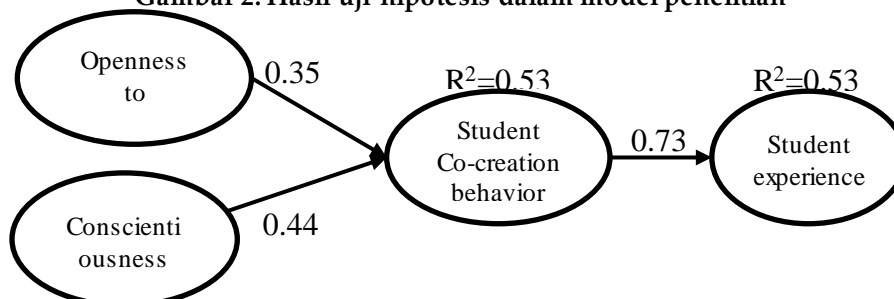 Gambar 2. Hasil uji hipotesis dalam model penelitian
Openness
to
0.35
R²=0.53
R²=0.53
Student
Co-creation
behavior
0.73
Student
experience
Conscienti
ousness
0.44